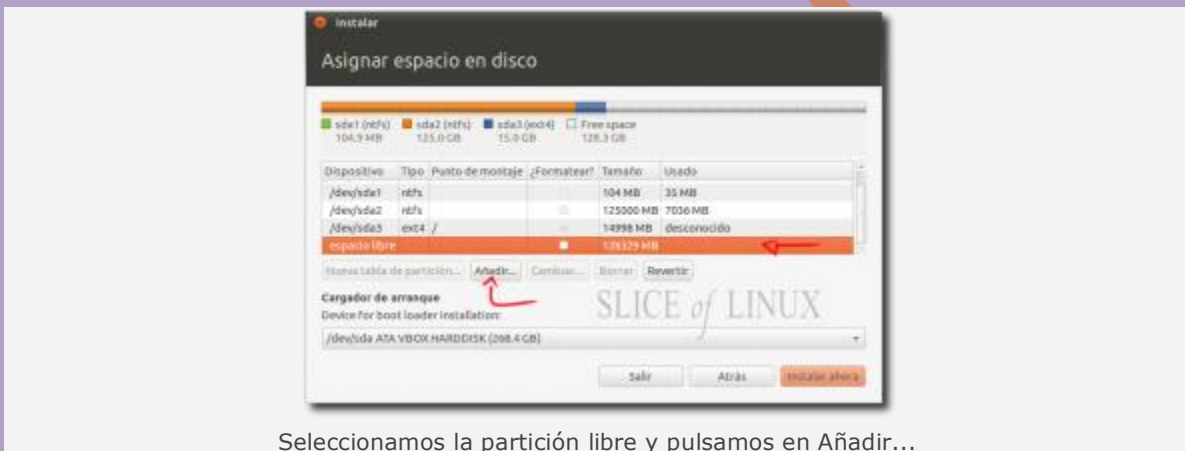 Instalar
Asignar espacio en disco
sda1 (ntfs) sda2 (ntfs) sda3 (ext4) Free space
104.9 MB 125.0 GB 15.0 GB 128.3 GB
Dispositivo Tipo Punto de montaje ¿Formatear? Tamaño Usado
/dev/sda1 ntfs 104 MB 35 MB
/dev/sda2 ntfs 125000 MB 7036 MB
/dev/sda3 ext4 / 14998 MB desconocido
espacio libre 128329 MB
Nueva tabla de partición... Añadir... Cambiar... Borrar Revertir
Cargador de arranque
SLICE of LINUX
Device for boot loader installation:
/dev/sda ATA VBOX HARDDISK (268.4 GB)
Salir Atrás Instalar ahora
Seleccionamos la partición libre y pulsamos en Añadir...